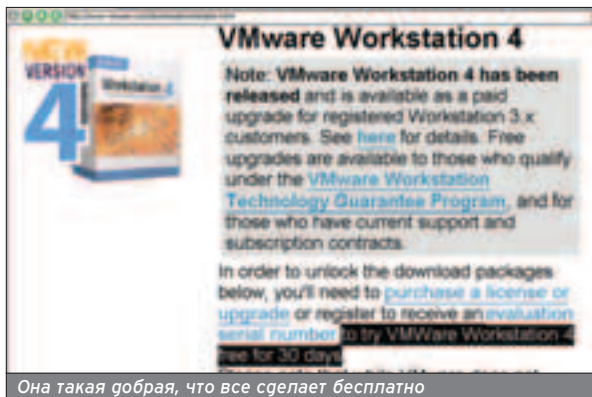 NEW
VERSION
4
Workstation 4
VMware Workstation 4
Note: VMware Workstation 4 has been
released and is available as a paid
upgrade for registered Workstation 3.x
customers. See here for details. Free
upgrades are available to those who qualify
under the VMware Workstation
Technology Guarantee Program, and for
those who have current support and
subscription contracts.
In order to unlock the download packages
below, you'll need to purchase a license or
upgrade or register to receive an evaluation
serial number to try VMWare Workstation 4
free for 30 days
Она такая добрая, что все сделает бесплатно